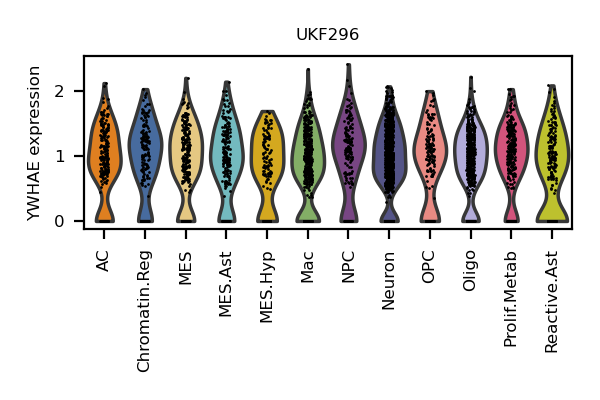 UKF296
YWHAE expression
2
1
0
AC
Chromatin.Reg
MES
MES.Ast
MES.Hyp
Mac
NPC
Neuron
OPC
Oligo
Prolif.Metab
Reactive.Ast